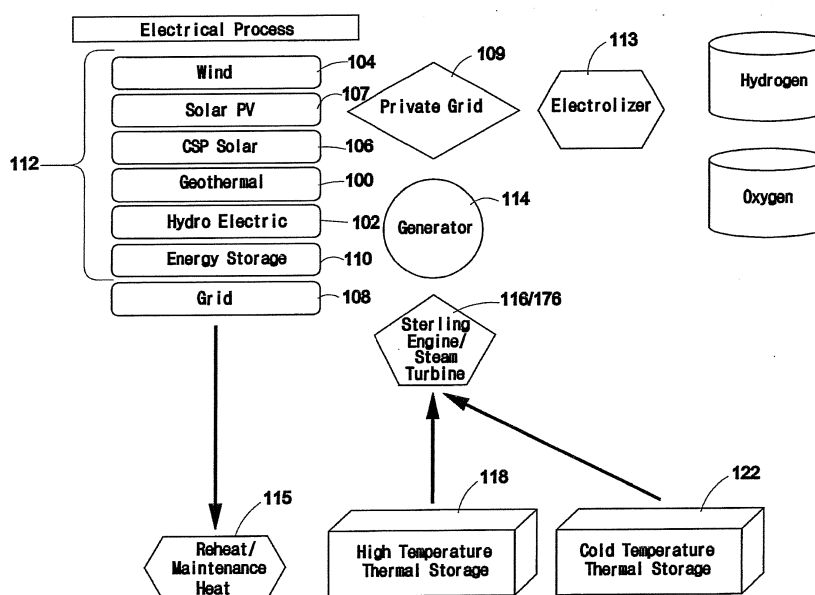 Electrical Process
Wind
104
109
113
Solar PV
107
Private Grid
Electrolizer
Hydrogen
CSP Solar
106
112
Geothermal
100
Hydro Electric
102
Generator
114
Oxygen
Energy Storage
110
Grid
108
116/176
Sterling
Engine/
Steam
Turbine
115
118
122
Reheat/
Maintenance
Heat
High Temperature
Thermal Storage
Cold Temperature
Thermal Storage